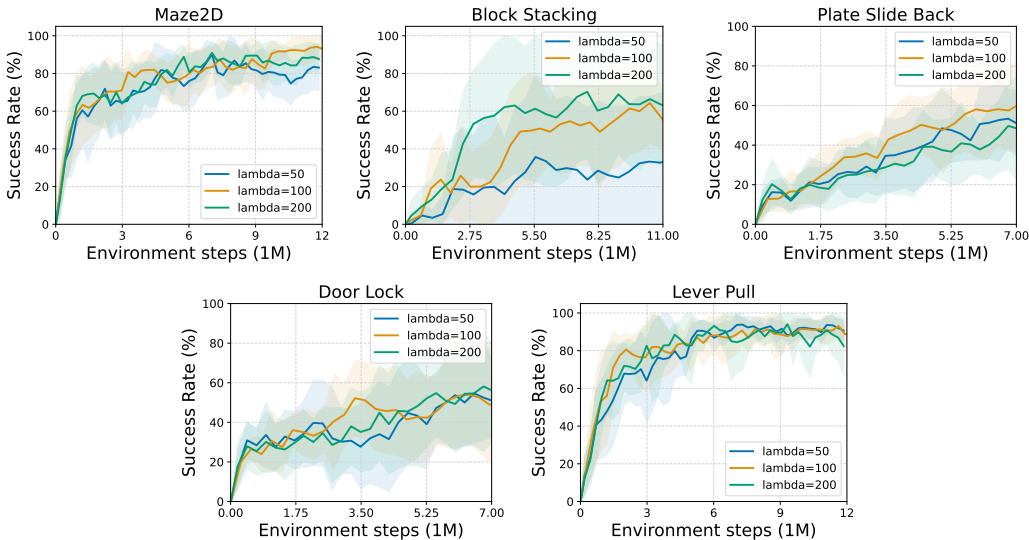 Maze2D
Success Rate (%)
100
80
60
40
20
0
lambda=50
lambda=100
lambda=200
0 3 6 9 12
Environment steps (1M)
Block Stacking
Success Rate (%)
100
80
60
40
20
0
lambda=50
lambda=100
lambda=200
0.00 2.75 5.50 8.25 11.00
Environment steps (1M)
Plate Slide Back
Success Rate (%)
100
80
60
40
20
0
lambda=50
lambda=100
lambda=200
0.00 1.75 3.50 5.25 7.00
Environment steps (1M)
Door Lock
Success Rate (%)
100
80
60
40
20
0
lambda=50
lambda=100
lambda=200
0.00 1.75 3.50 5.25 7.00
Environment steps (1M)
Lever Pull
Success Rate (%)
100
80
60
40
20
0
lambda=50
lambda=100
lambda=200
0 3 6 9 12
Environment steps (1M)